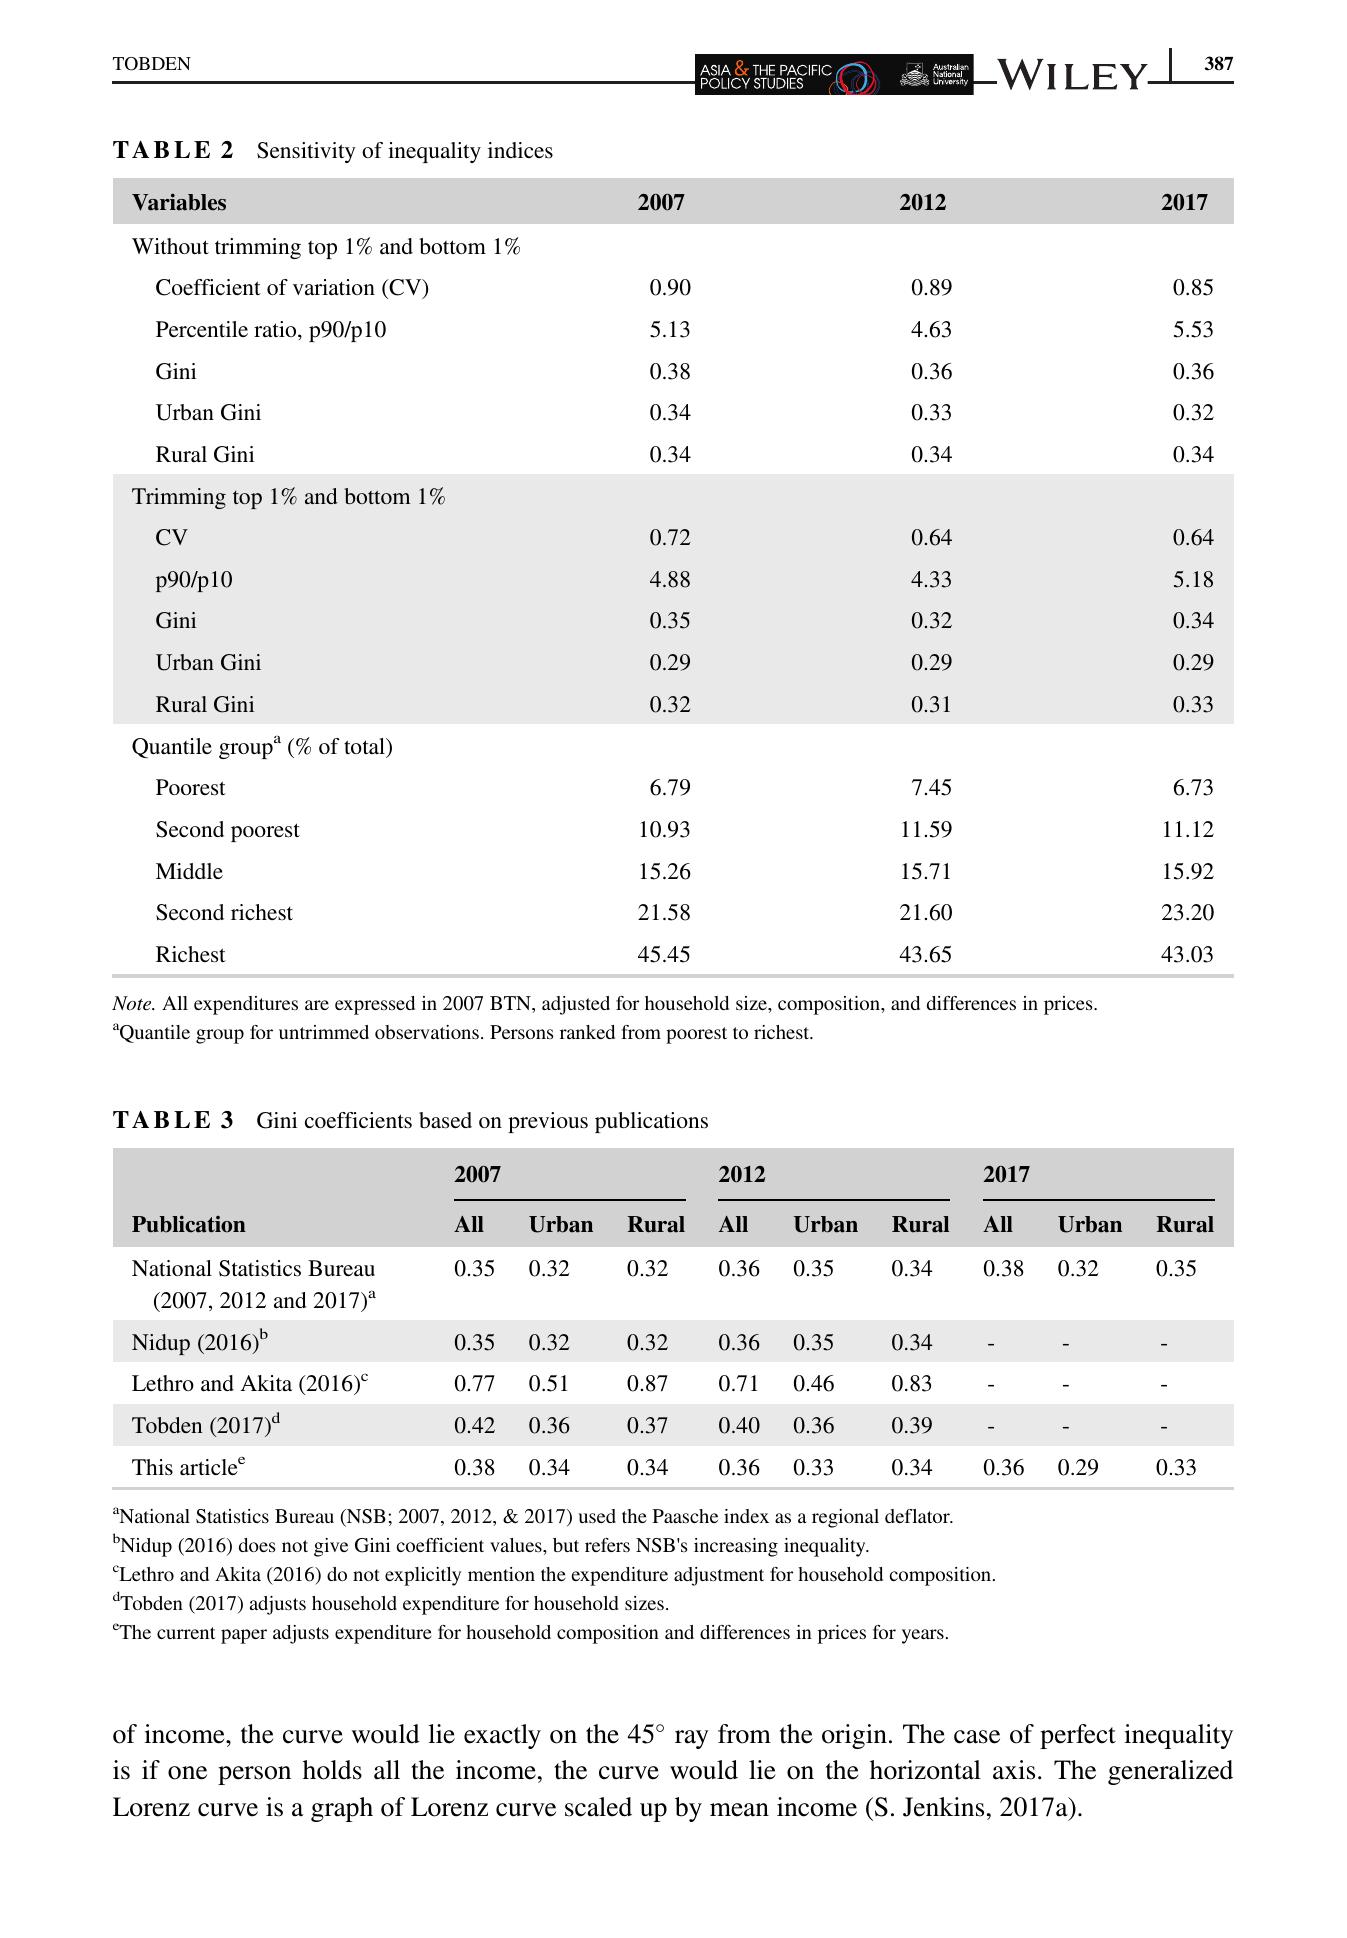 TOBDEN
ASIA & THE PACIFIC
POLICY STUDIES
Australian
National
University
WILEY
387
TABLE 2 Sensitivity of inequality indices
Variables 2007 2012 2017
Without trimming top 1% and bottom 1%
Coefficient of variation (CV) 0.90 0.89 0.85
Percentile ratio, p90/p10 5.13 4.63 5.53
Gini 0.38 0.36 0.36
Urban Gini 0.34 0.33 0.32
Rural Gini 0.34 0.34 0.34
Trimming top 1% and bottom 1%
CV 0.72 0.64 0.64
p90/p10 4.88 4.33 5.18
Gini 0.35 0.32 0.34
Urban Gini 0.29 0.29 0.29
Rural Gini 0.32 0.31 0.33
Quantile groupᵃ (% of total)
Poorest 6.79 7.45 6.73
Second poorest 10.93 11.59 11.12
Middle 15.26 15.71 15.92
Second richest 21.58 21.60 23.20
Richest 45.45 43.65 43.03
Note. All expenditures are expressed in 2007 BTN, adjusted for household size, composition, and differences in prices.
ᵃQuantile group for untrimmed observations. Persons ranked from poorest to richest.
TABLE 3 Gini coefficients based on previous publications
2007 2012 2017
Publication All Urban Rural All Urban Rural All Urban Rural
National Statistics Bureau 0.35 0.32 0.32 0.36 0.35 0.34 0.38 0.32 0.35
(2007, 2012 and 2017)ᵃ
Nidup (2016)ᵇ 0.35 0.32 0.32 0.36 0.35 0.34 - - -
Lethro and Akita (2016)ᶜ 0.77 0.51 0.87 0.71 0.46 0.83 - - -
Tobden (2017)ᵈ 0.42 0.36 0.37 0.40 0.36 0.39 - - -
This articleᵉ 0.38 0.34 0.34 0.36 0.33 0.34 0.36 0.29 0.33
ᵃNational Statistics Bureau (NSB; 2007, 2012, & 2017) used the Paasche index as a regional deflator.
ᵇNidup (2016) does not give Gini coefficient values, but refers NSB's increasing inequality.
ᶜLethro and Akita (2016) do not explicitly mention the expenditure adjustment for household composition.
ᵈTobden (2017) adjusts household expenditure for household sizes.
ᵉThe current paper adjusts expenditure for household composition and differences in prices for years.
of income, the curve would lie exactly on the 45° ray from the origin. The case of perfect inequality
is if one person holds all the income, the curve would lie on the horizontal axis. The generalized
Lorenz curve is a graph of Lorenz curve scaled up by mean income (S. Jenkins, 2017a).